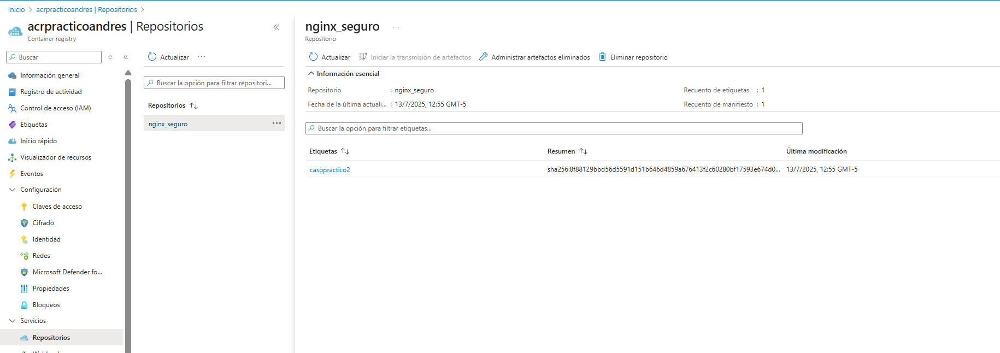 Inicio > acrpracticoandres | Repositorios >
acrpracticoandres | Repositorios
Container registry
Buscar
Información general
Registro de actividad
Control de acceso (IAM)
Etiquetas
Inicio rápido
Visualizador de recursos
Eventos
Configuración
Claves de acceso
Cifrado
Identidad
Redes
Microsoft Defender fo...
Propiedades
Bloqueos
Servicios
Repositorios
Actualizar ...
Buscar la opción para filtrar repositori...
Repositorios
nginx_seguro ...
nginx_seguro ...
Repositorio
Actualizar Iniciar la transmisión de artefactos Administrar artefactos eliminados Eliminar repositorio
Información esencial
Repositorio : nginx_seguro Recuento de etiquetas : 1
Fecha de la última actuali... : 13/7/2025, 12:55 GMT-5 Recuento de manifiesto : 1
Buscar la opción para filtrar etiquetas...
Etiquetas Resumen Última modificación
casopractico2 sha256:8f88129bbd56d5591d151b646d4859a676413f2c60280bf17593e674d0... 13/7/2025, 12:55 GMT-5